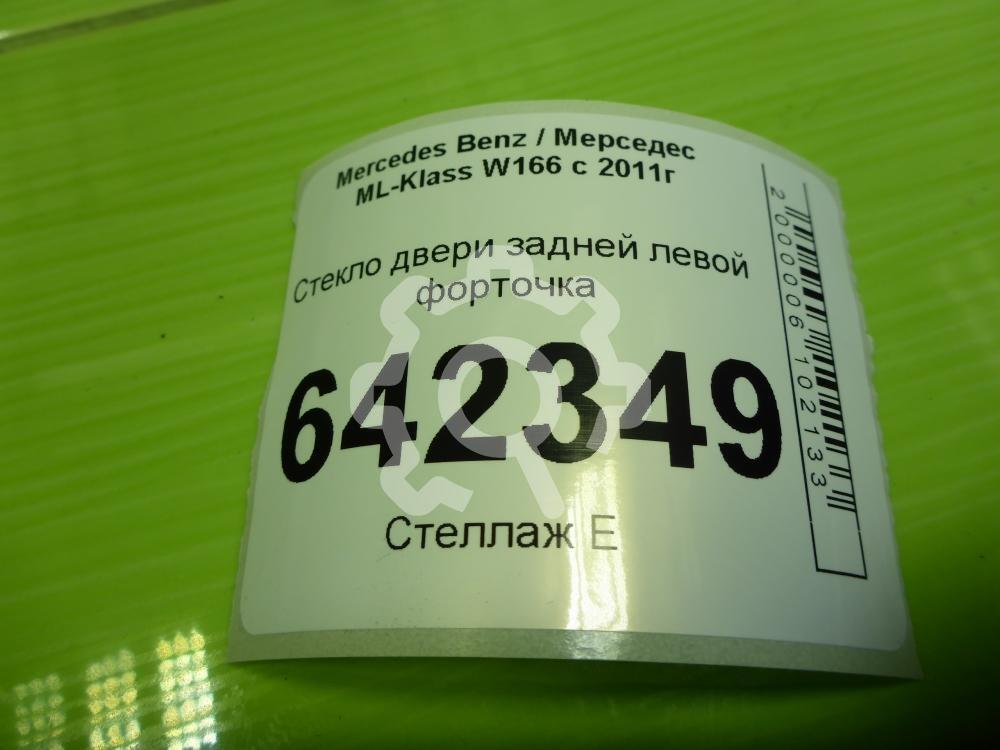 Mercedes Benz / Мерседес
ML-Klass W166 с 2011г
Стекло двери задней левой
форточка
642349
Стеллаж Е
2000006102133